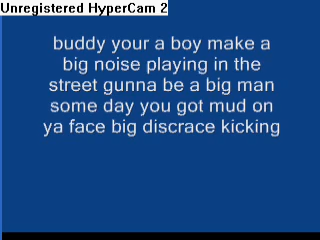 Unregistered HyperCam 2
buddy your a boy make a
big noise playing in the
street gunna be a big man
some day you got mud on
ya face big discrace kicking